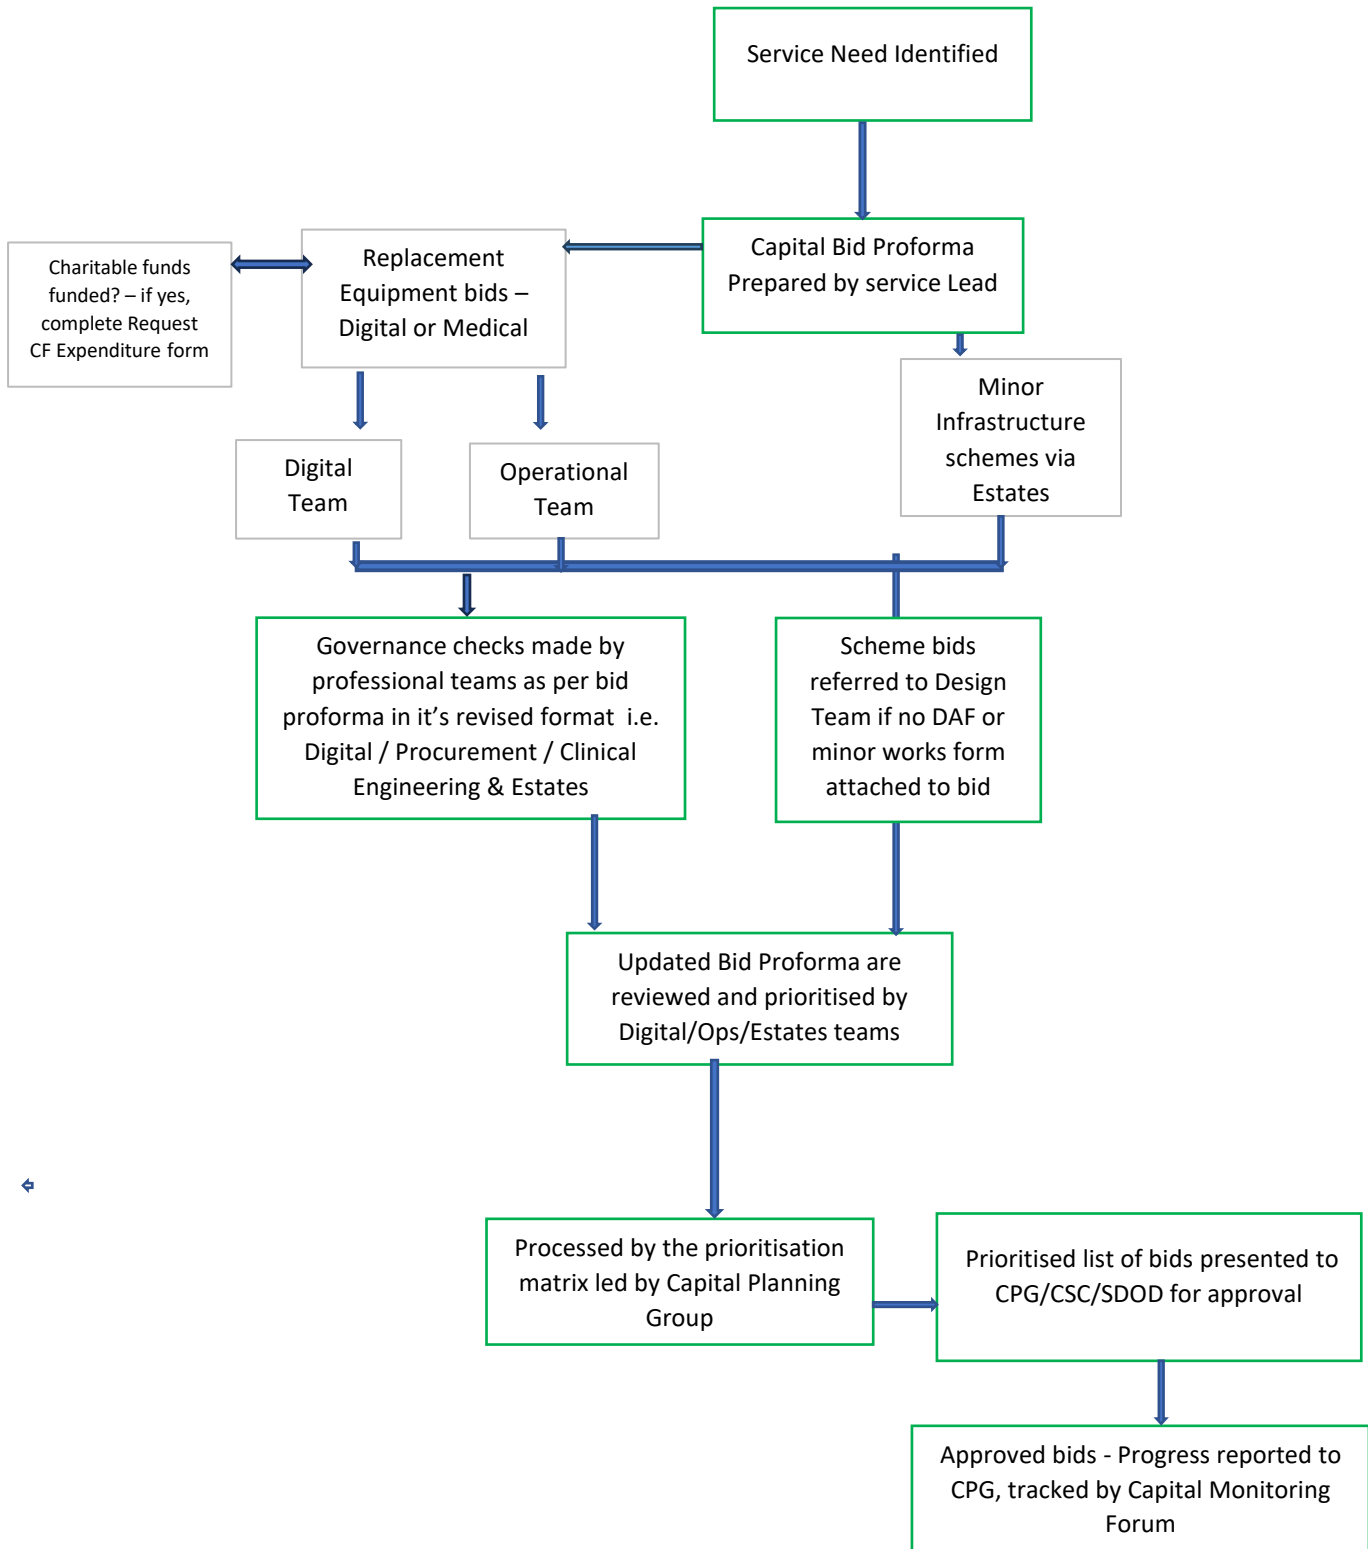 Service Need Identified
Capital Bid Proforma
Prepared by service Lead
Replacement
Equipment bids –
Digital or Medical
Charitable funds
funded? – if yes,
complete Request
CF Expenditure form
Minor
Infrastructure
schemes via
Estates
Digital
Team
Operational
Team
Governance checks made by
professional teams as per bid
proforma in it’s revised format i.e.
Digital / Procurement / Clinical
Engineering & Estates
Scheme bids
referred to Design
Team if no DAF or
minor works form
attached to bid
Updated Bid Proforma are
reviewed and prioritised by
Digital/Ops/Estates teams
Processed by the prioritisation
matrix led by Capital Planning
Group
Prioritised list of bids presented to
CPG/CSC/SDOD for approval
Approved bids - Progress reported to
CPG, tracked by Capital Monitoring
Forum